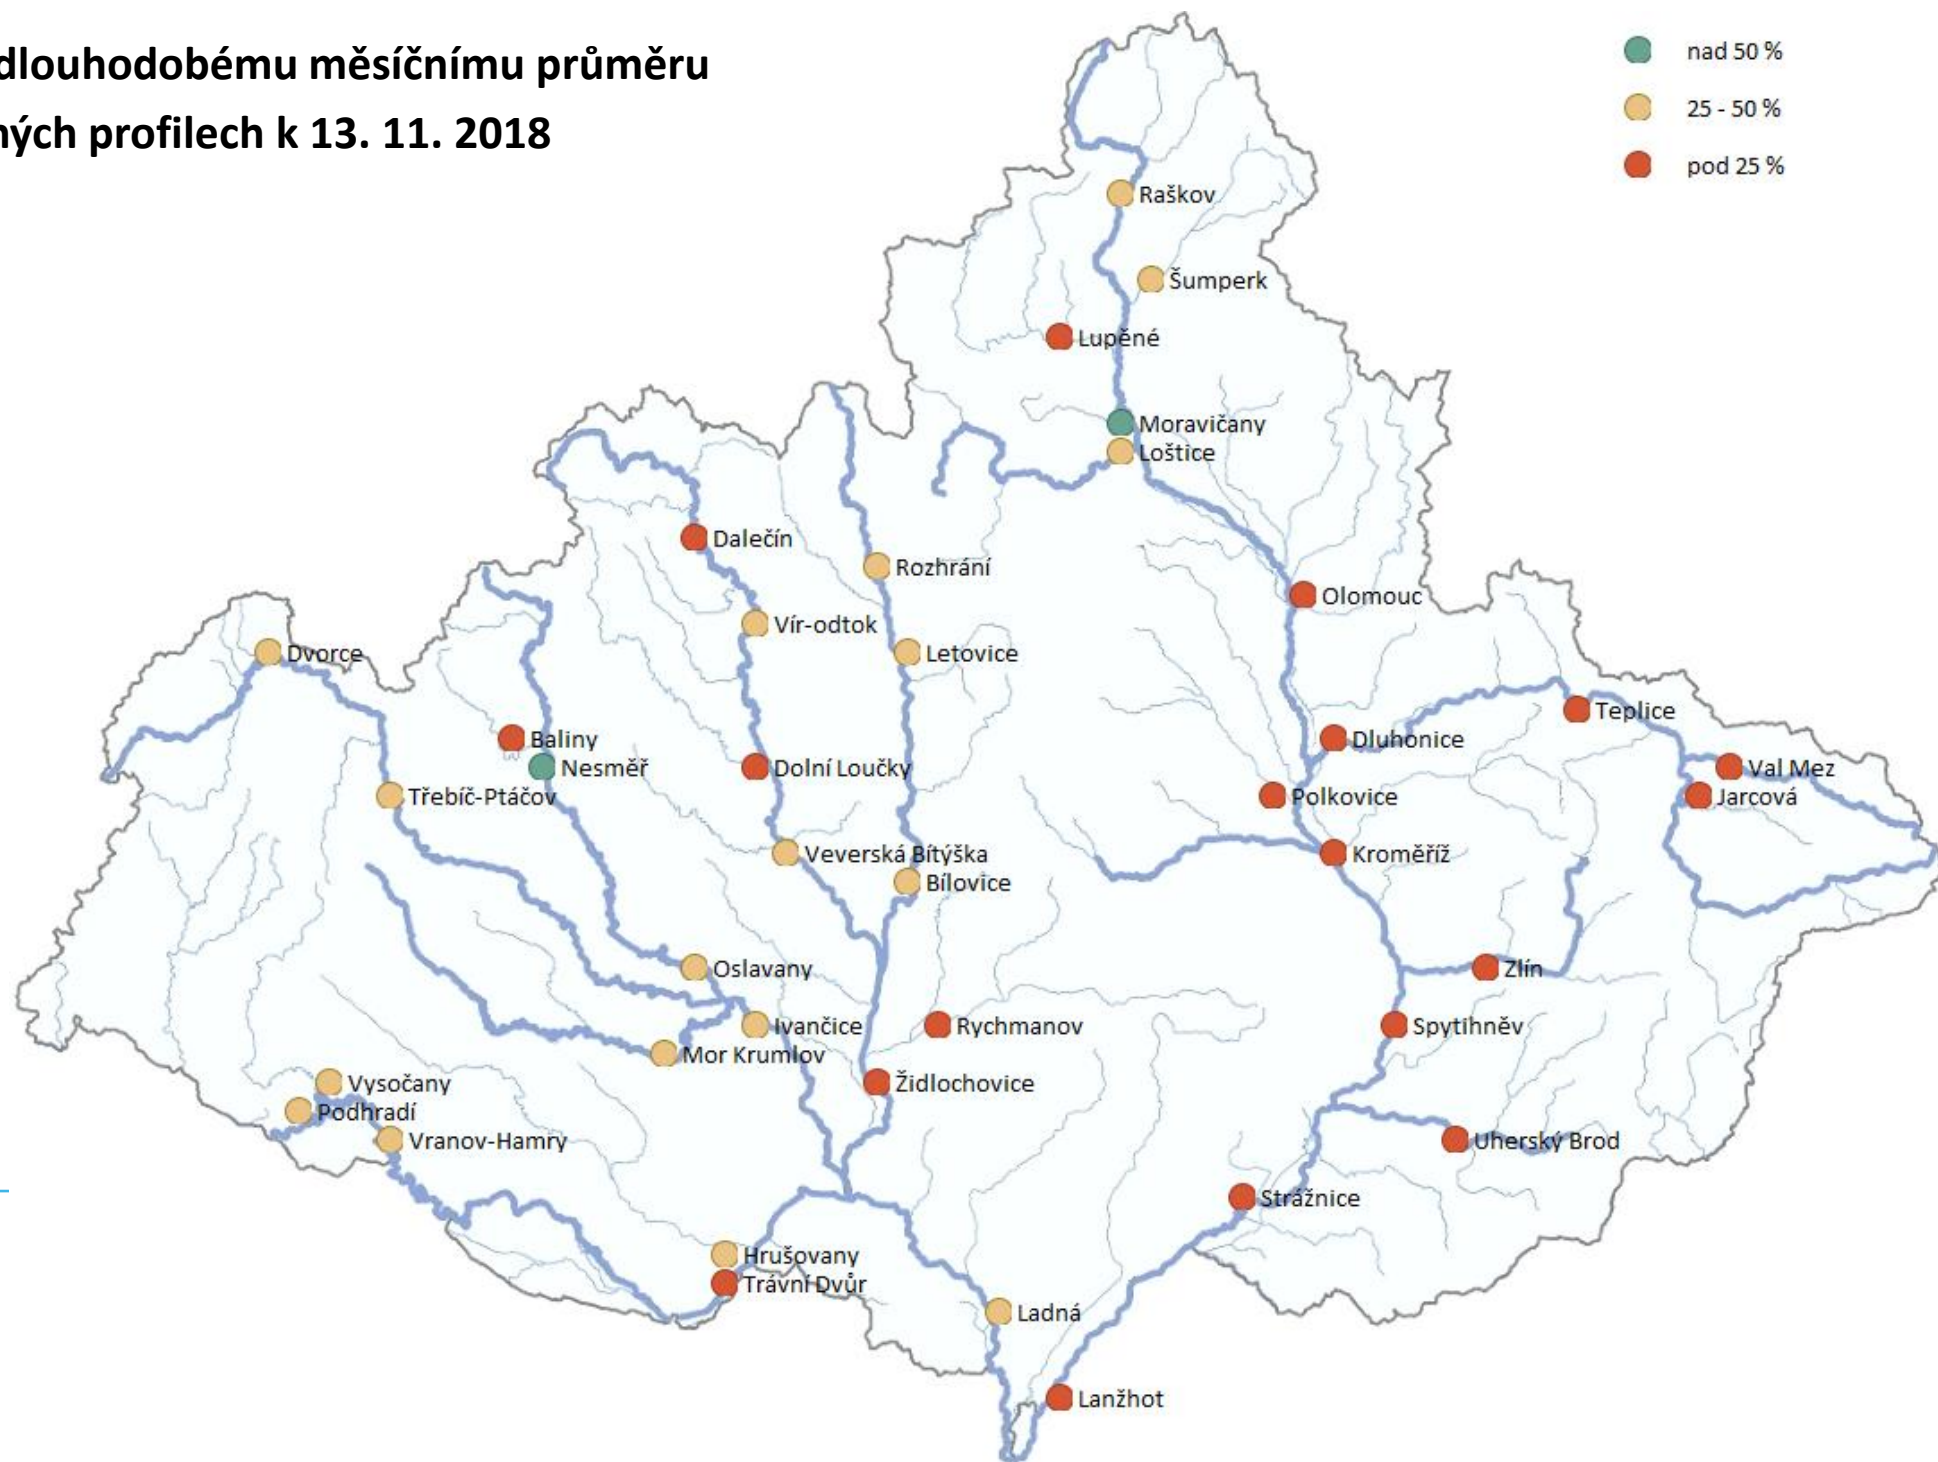 dlouhodobému měsíčnímu průměru
ných profilech k 13. 11. 2018
nad 50 %
25 - 50 %
pod 25 %
Raškov
Šumperk
Lupěné
Moravičany
Loštice
Dalečín
Rozhrání
Olomouc
Vír-odtok
Letovice
Dvorce
Teplice
Baliny
Dluhonice
Nesměř
Dolní Loučky
Val Mez
Třebíč-Ptáčov
Polkovice
Jarcová
Veverská Bítýška
Kroměříž
Bílovice
Oslavany
Zlín
Ivančice
Rychmanov
Spytihněv
Mor Krumlov
Vysočany
Židlochovice
Podhradí
Vranov-Hamry
Uherský Brod
Strážnice
Hrušovany
Trávní Dvůr
Ladná
Lanžhot